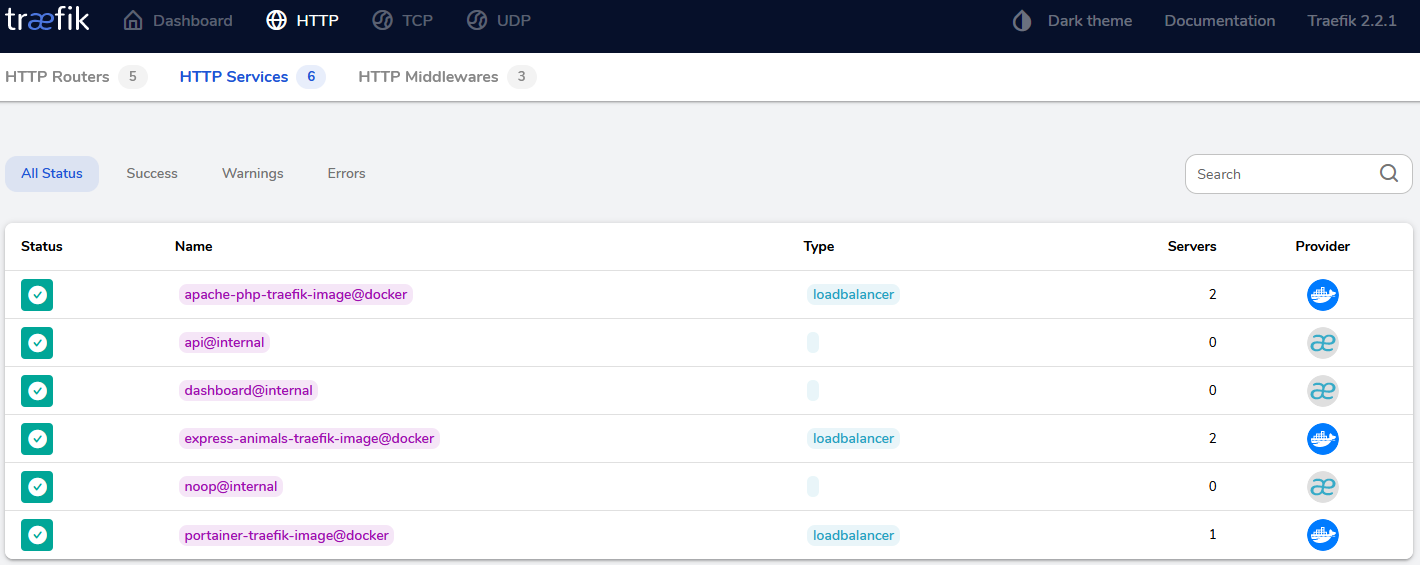 træfik Dashboard HTTP TCP UDP Dark theme Documentation Traefik 2.2.1
HTTP Routers 5 HTTP Services 6 HTTP Middlewares 3
All Status Success Warnings Errors Search
Status Name Type Servers Provider
apache-php-traefik-image@docker loadbalancer 2
api@internal 0 æ
dashboard@internal 0 æ
express-animals-traefik-image@docker loadbalancer 2
noop@internal 0 æ
portainer-traefik-image@docker loadbalancer 1